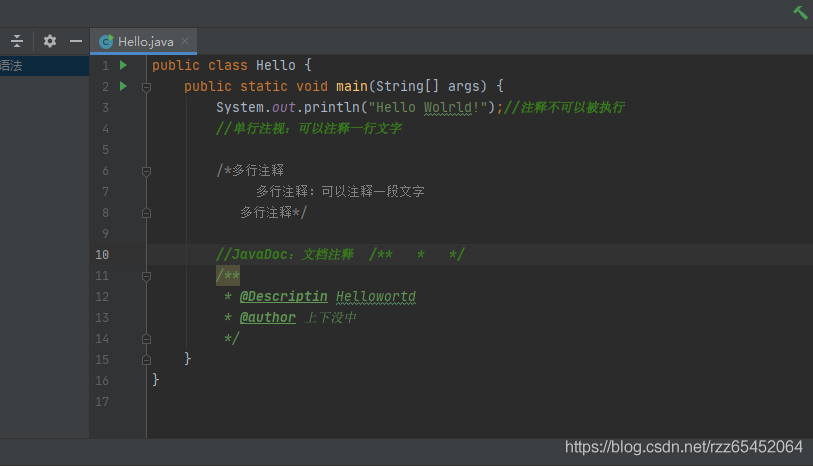 Hello.java
语法
1 public class Hello {
2 public static void main(String[] args) {
3 System.out.println("Hello Wolrld!");//注释不可以被执行
4 //单行注视：可以注释一行文字
5
6 /*多行注释
7 多行注释：可以注释一段文字
8 多行注释*/
9
10 //JavaDoc：文档注释 /** * */
11 /**
12 * @Descriptin Hellowortd
13 * @author 上下没中
14 */
15 }
16 }
17
https://blog.csdn.net/rzz65452064